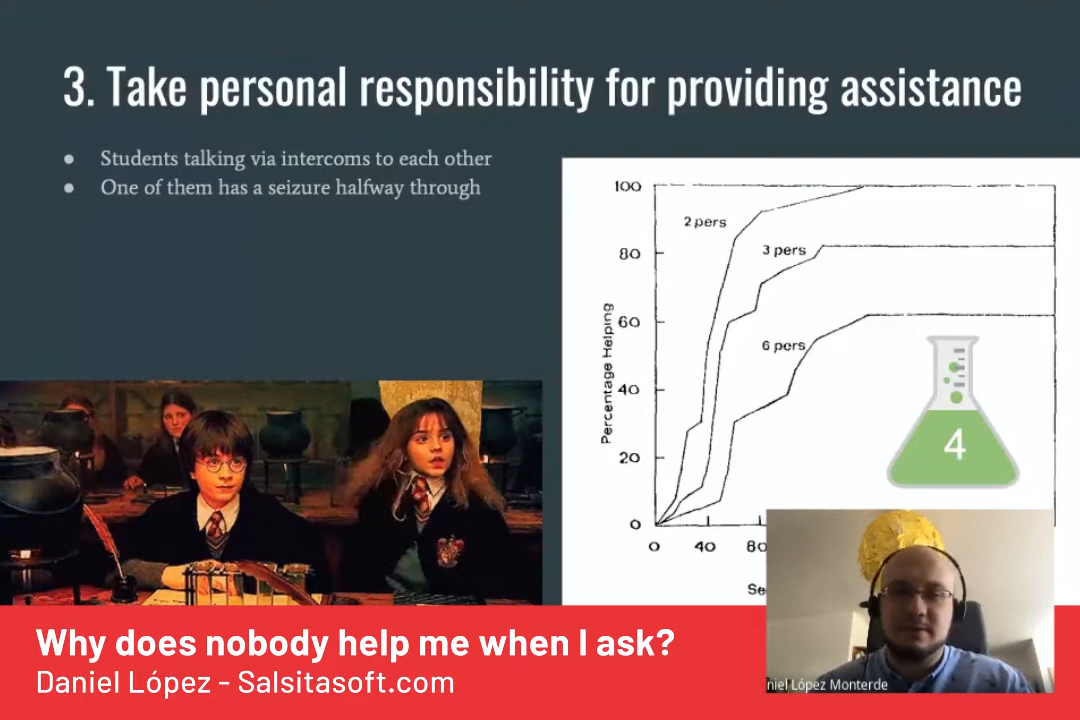 3. Take personal responsibility for providing assistance
● Students talking via intercoms to each other
● One of them has a seizure halfway through
100
2 pers
80
3 pers
60
6 pers
40
20
0
Percentage Helping
0 40 80
4
Why does nobody help me when I ask?
Daniel López - Salsitasoft.com
niel López Monterde